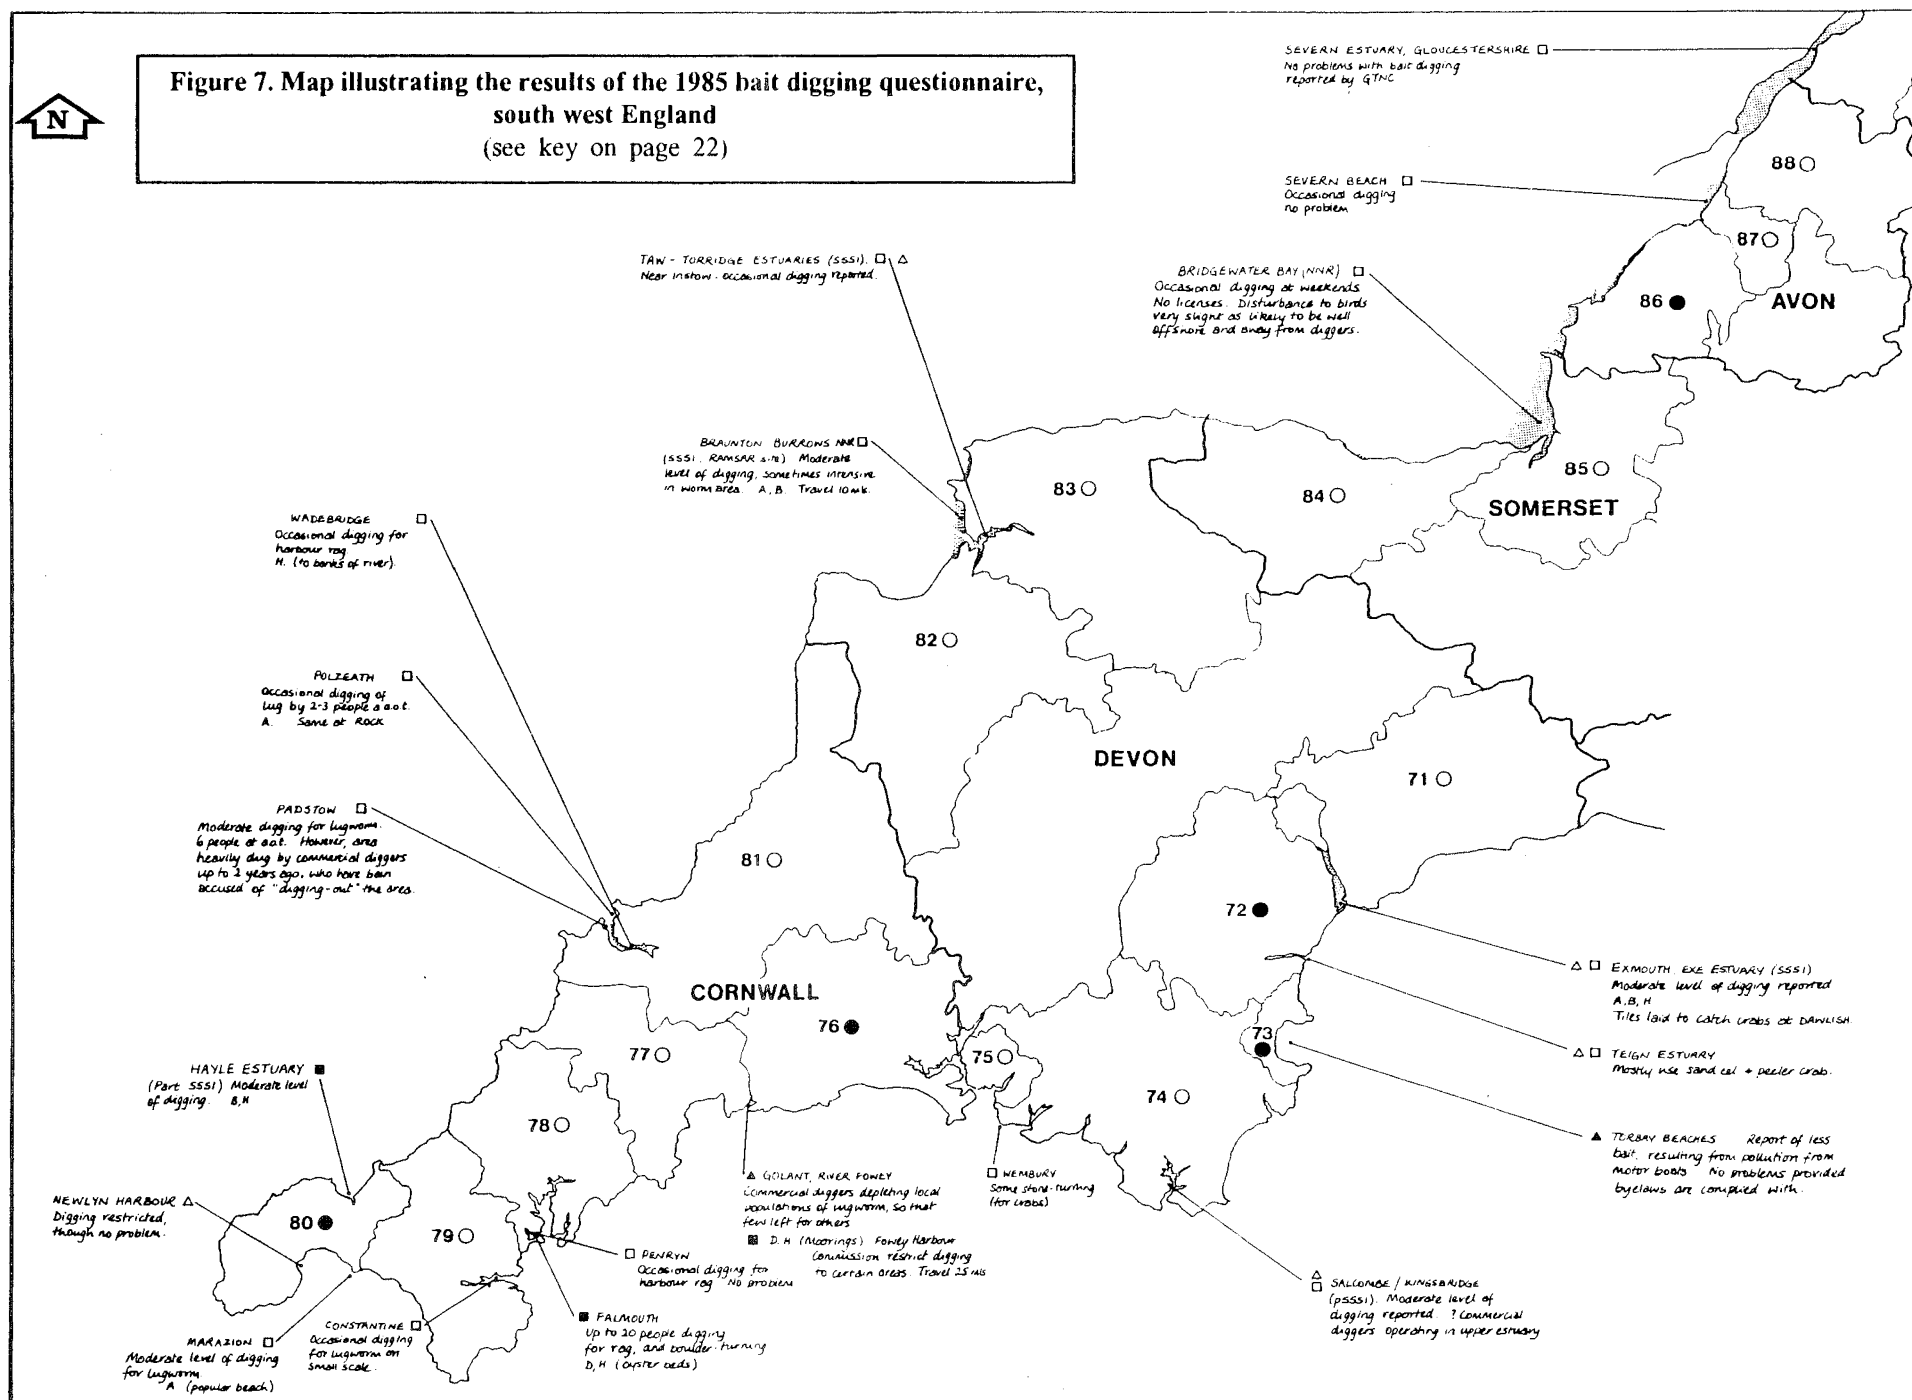 Figure 7. Map illustrating the results of the 1985 bait digging questionnaire,
south west England
(see key on page 22)
N
SEVERN ESTUARY, GLOUCESTERSHIRE
No problems with bait digging
reported by GTNC
SEVERN BEACH
Occasional digging
no problem
88
87
86
AVON
TAW - TORRIDGE ESTUARIES (SSSI).
Near Instow - occasional digging reported.
BRIDGEWATER BAY (NNR)
Occasional digging at weekends
No licenses. Disturbance to birds
very slight as likely to be well
offshore and away from diggers.
BRAUNTON BURROWS NNR
(SSSI, RAMSAR site) Moderate
level of digging, sometimes intensive
in worm area. A, B. Travel 10 mls.
83
84
85
SOMERSET
WADEBRIDGE
Occasional digging for
harbour rag
H. (to banks of river).
82
POLZEATH
Occasional digging of
lug by 2-3 people a.a.o.t.
A. Same at ROCK
DEVON
71
PADSTOW
Moderate digging for lugworm.
6 people at a.o.t. However, area
heavily dug by commercial diggers
up to 2 years ago, who have been
accused of "digging-out" the area.
81
72
CORNWALL
76
77
75
73
74
78
EXMOUTH, EXE ESTUARY (SSSI)
Moderate level of digging reported
A, B, H
Tiles laid to catch crabs at DAWLISH.
TEIGN ESTUARY
Mostly use sand eel + peeler crab.
HAYLE ESTUARY
(Part SSSI) Moderate level
of digging. B, H
TORBAY BEACHES Report of less
bait, resulting from pollution from
motor boats No problems provided
byelaws are complied with.
GOLANT, RIVER FOWEY
Commercial diggers depleting local
populations of lugworm, so that
few left for others
D. H (Moorings) Fowey Harbour
Commission restrict digging
to certain areas. Travel 25 mls
WEMBURY
Some stone-turning
(for crabs)
NEWLYN HARBOUR
Digging restricted,
though no problem.
80
79
PENRYN
Occasional digging for
harbour rag No problem
SALCOMBE / KINGSBRIDGE
(pSSSI). Moderate level of
digging reported. ? Commercial
diggers operating in upper estuary
FALMOUTH
Up to 20 people digging
for rag, and boulder-turning
D, H (oyster beds)
CONSTANTINE
Occasional digging
for lugworm on
small scale.
MARAZION
Moderate level of digging
for lugworm
A (popular beach)